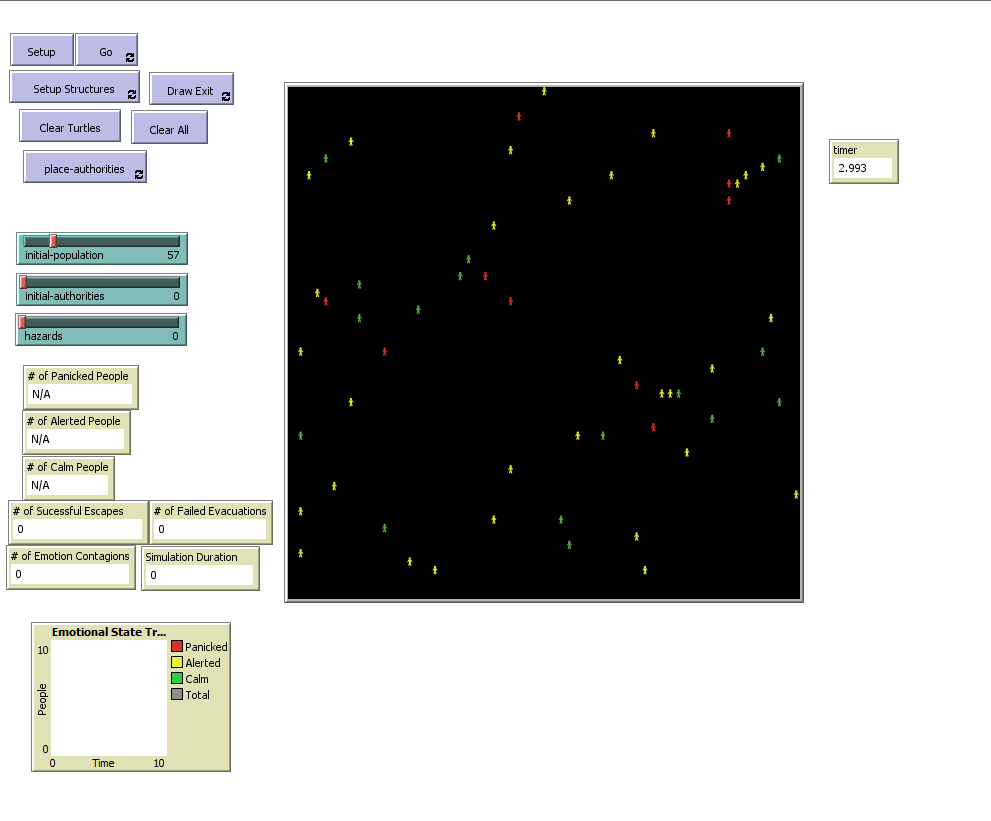 Setup
Go
Setup Structures
Draw Exit
Clear Turtles
Clear All
place-authorities
timer
2.993
initial-population 57
initial-authorities 0
hazards 0
# of Panicked People
N/A
# of Alerted People
N/A
# of Calm People
N/A
# of Sucessful Escapes
0
# of Failed Evacuations
0
# of Emotion Contagions
0
Simulation Duration
0
Emotional State Tr...
10
People
0
0 Time 10
Panicked
Alerted
Calm
Total